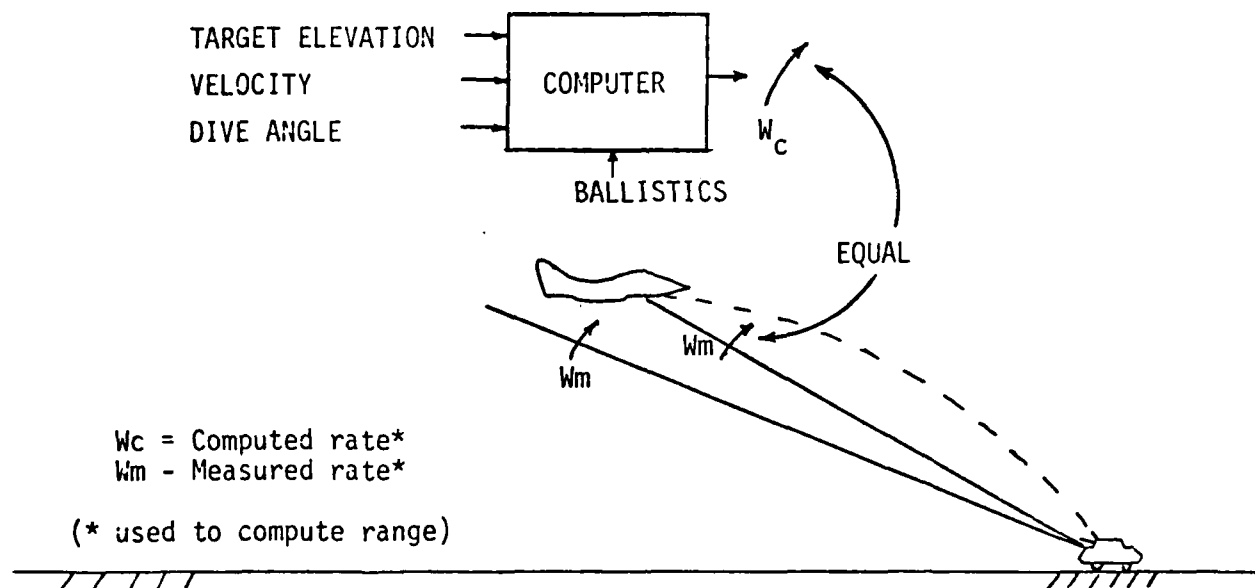 TARGET ELEVATION
VELOCITY
DIVE ANGLE
COMPUTER
BALLISTICS
Wc
EQUAL
Wm
Wm
Wc = Computed rate*
Wm - Measured rate*
(* used to compute range)